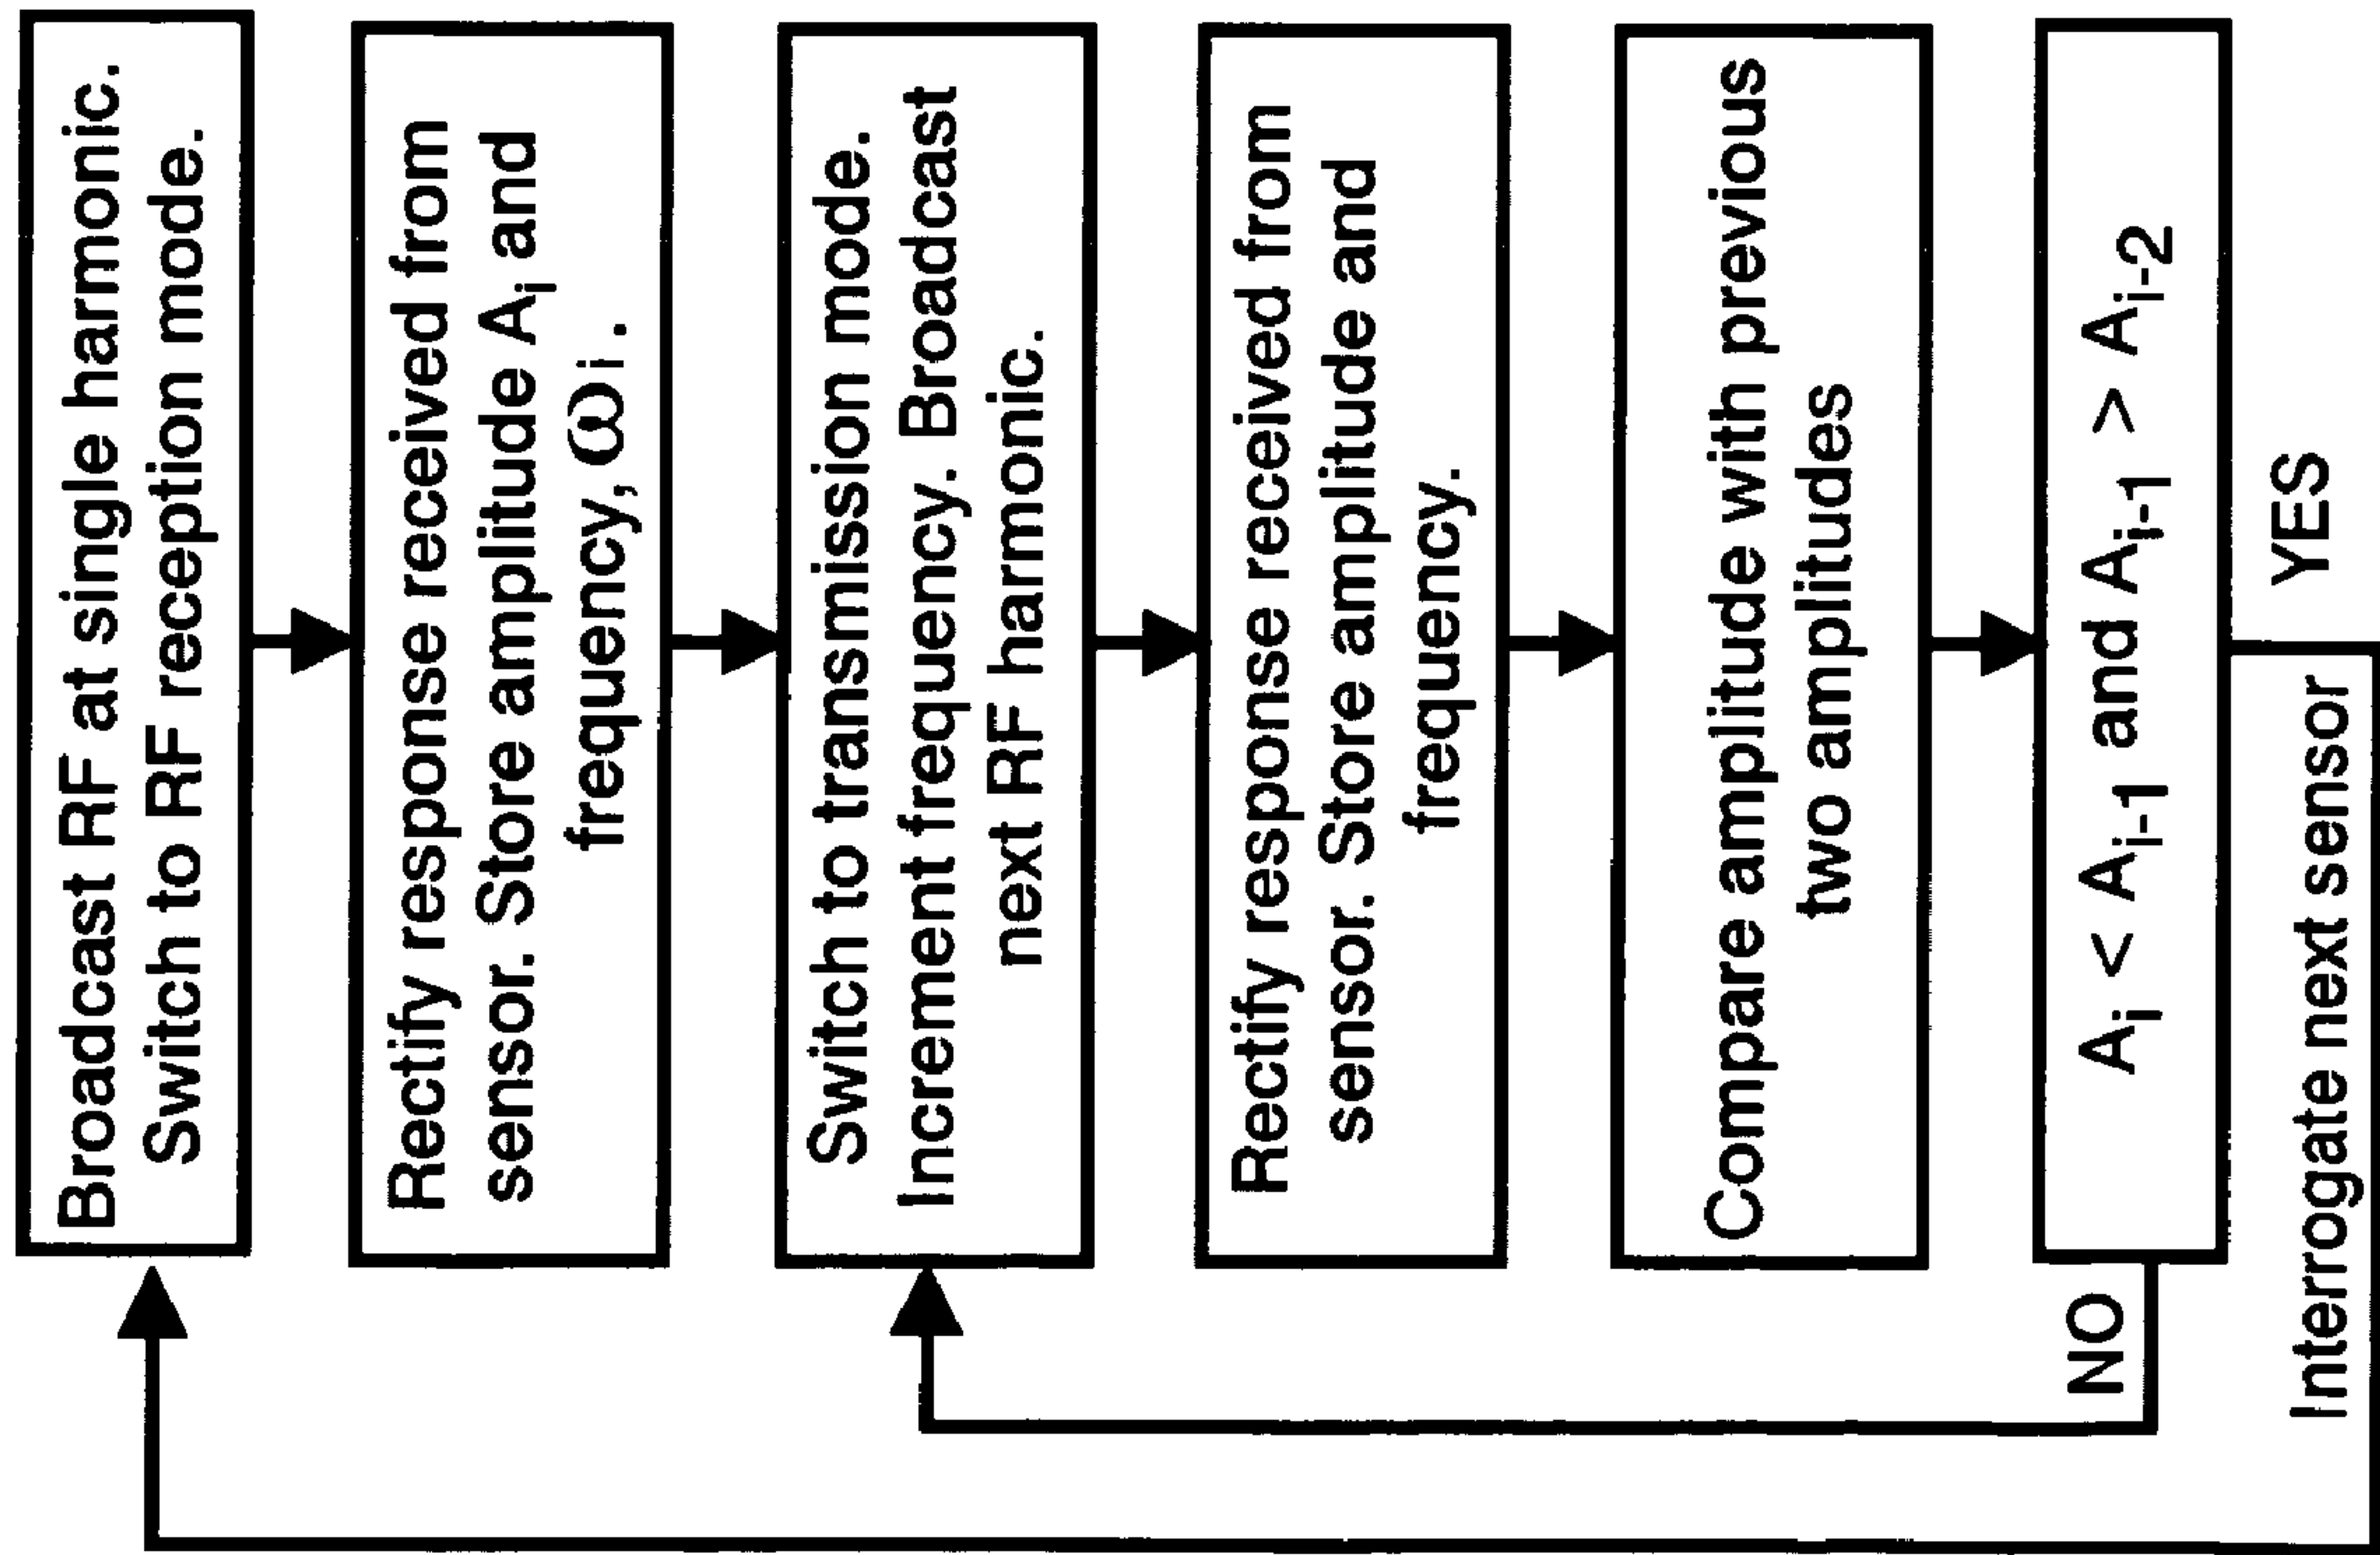 Broadcast RF at single harmonic.
Switch to RF reception mode.
Rectify response received from
sensor. Store amplitude Ai and
frequency, ωi.
Switch to transmission mode.
Increment frequency. Broadcast
next RF harmonic.
Rectify response received from
sensor. Store amplitude and
frequency.
Compare amplitude with previous
two amplitudes
Ai < Ai-1 and Ai-1 > Ai-2
NO
YES
Interrogate next sensor